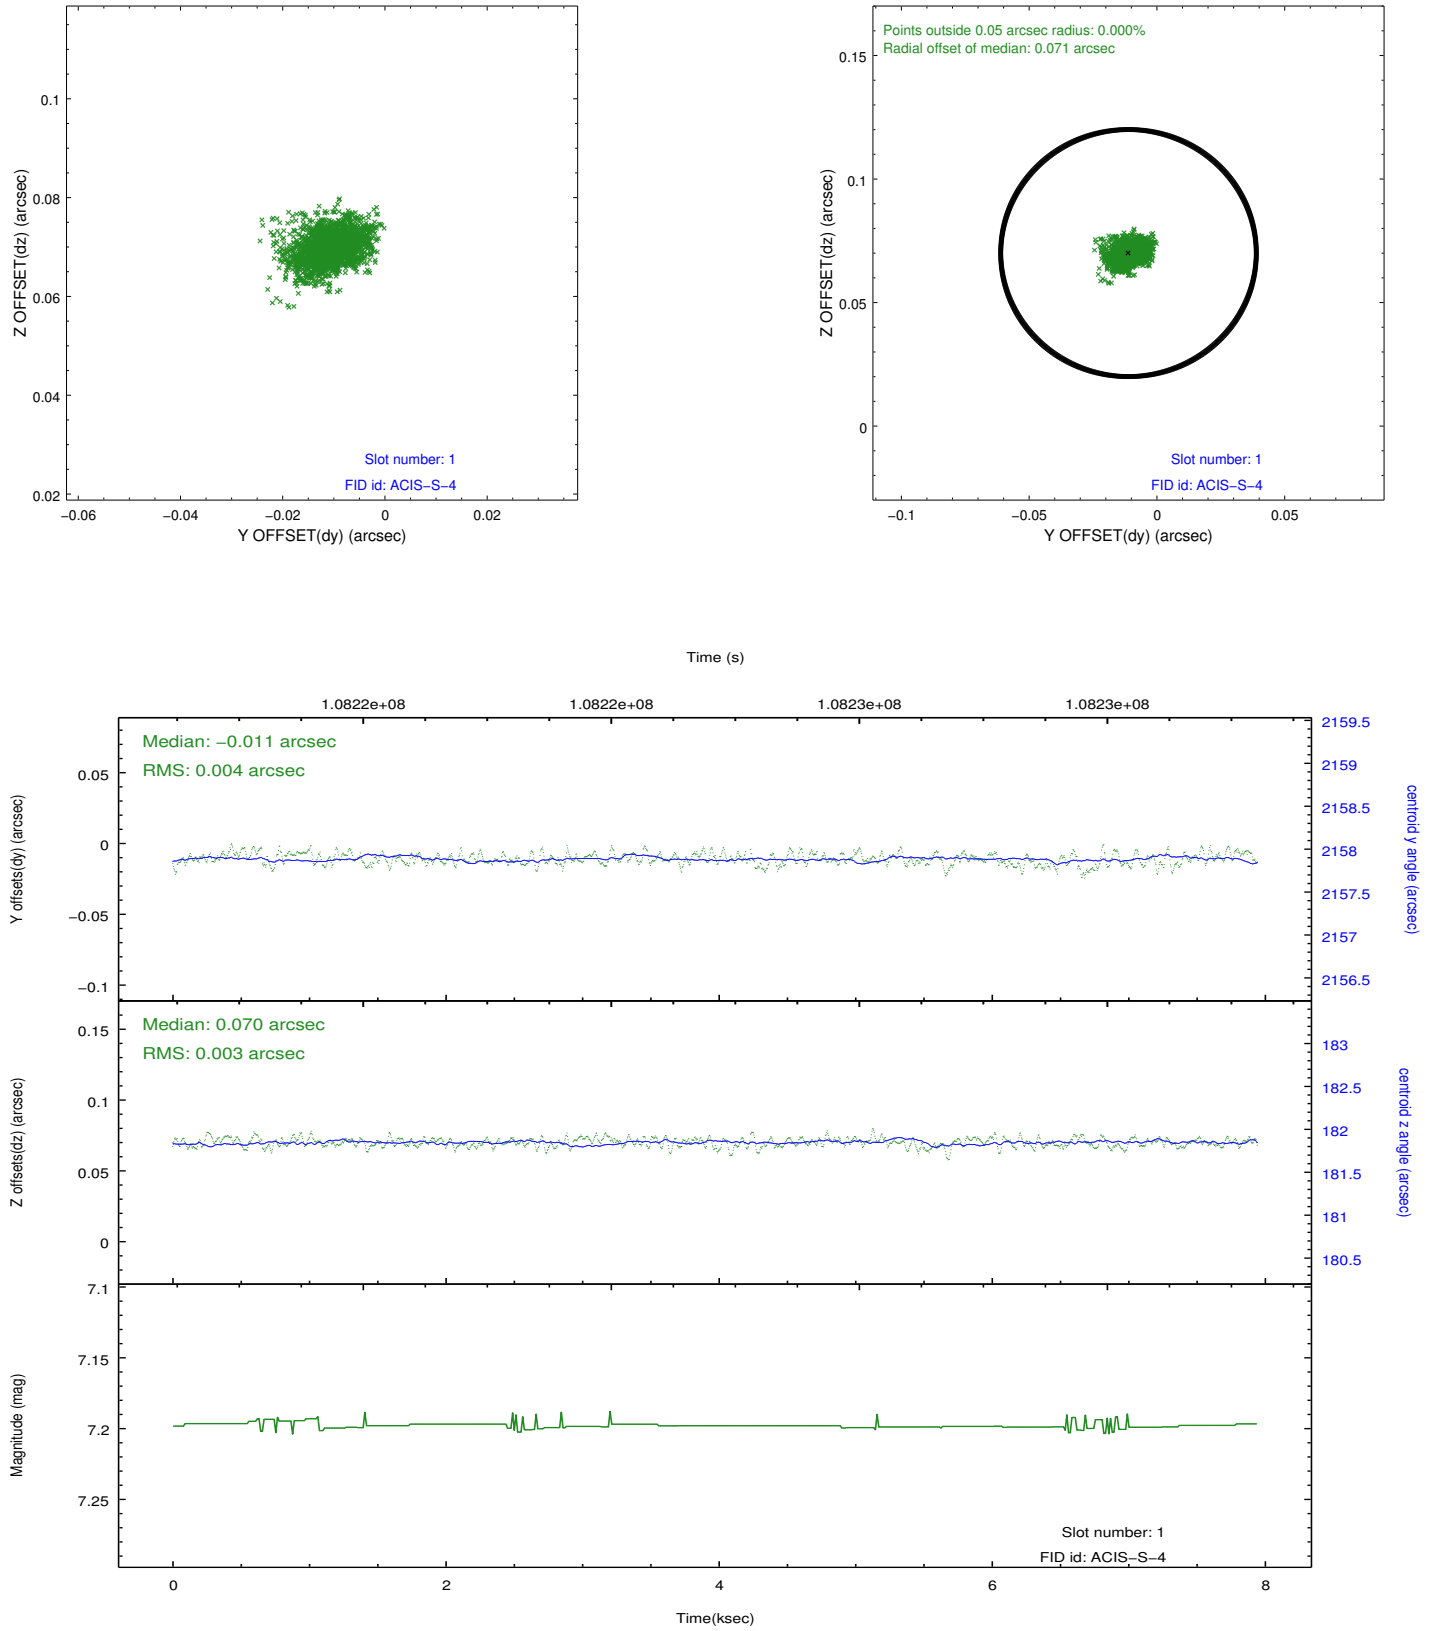 0.1
0.08
0.06
0.04
0.02
Z OFFSET(dz) (arcsec)
Slot number: 1
FID id: ACIS−S−4
−0.06 −0.04 −0.02 0 0.02
Y OFFSET(dy) (arcsec)
Points outside 0.05 arcsec radius: 0.000%
Radial offset of median: 0.071 arcsec
0.15
0.1
0.05
0
Z OFFSET(dz) (arcsec)
Slot number: 1
FID id: ACIS−S−4
−0.1 −0.05 0 0.05
Y OFFSET(dy) (arcsec)
Time (s)
1.0822e+08 1.0822e+08 1.0823e+08 1.0823e+08
Median: −0.011 arcsec
RMS: 0.004 arcsec
0.05
0
−0.05
−0.1
Y offsets(dy) (arcsec)
2159.5
2159
2158.5
2158
2157.5
2157
2156.5
centroid y angle (arcsec)
Median: 0.070 arcsec
RMS: 0.003 arcsec
0.15
0.1
0.05
0
Z offsets(dz) (arcsec)
183
182.5
182
181.5
181
180.5
centroid z angle (arcsec)
7.1
7.15
7.2
7.25
Magnitude (mag)
Slot number: 1
FID id: ACIS−S−4
0 2 4 6 8
Time(ksec)